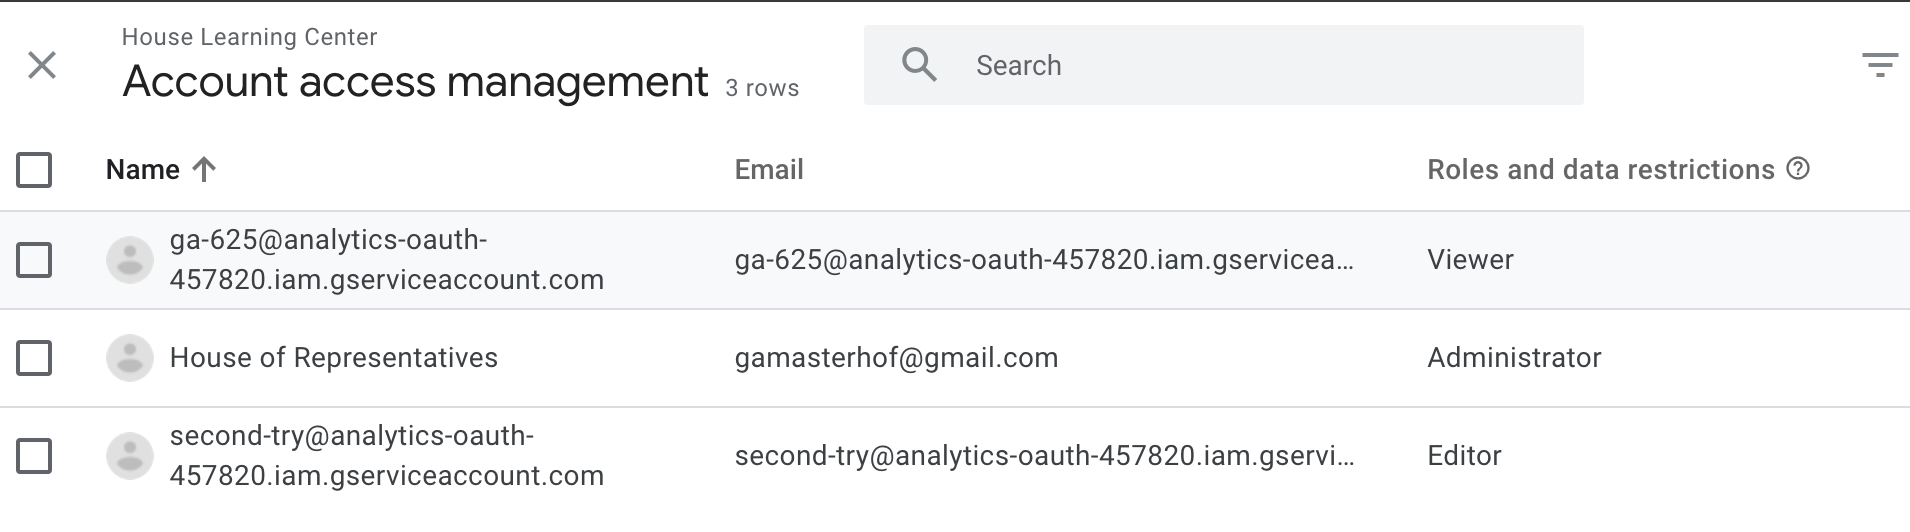 House Learning Center
Account access management 3 rows
Search
Name Email Roles and data restrictions
ga-625@analytics-oauth-
457820.iam.gserviceaccount.com
ga-625@analytics-oauth-457820.iam.gservicea...
Viewer
House of Representatives gamasterhof@gmail.com Administrator
second-try@analytics-oauth-
457820.iam.gserviceaccount.com
second-try@analytics-oauth-457820.iam.gservi...
Editor